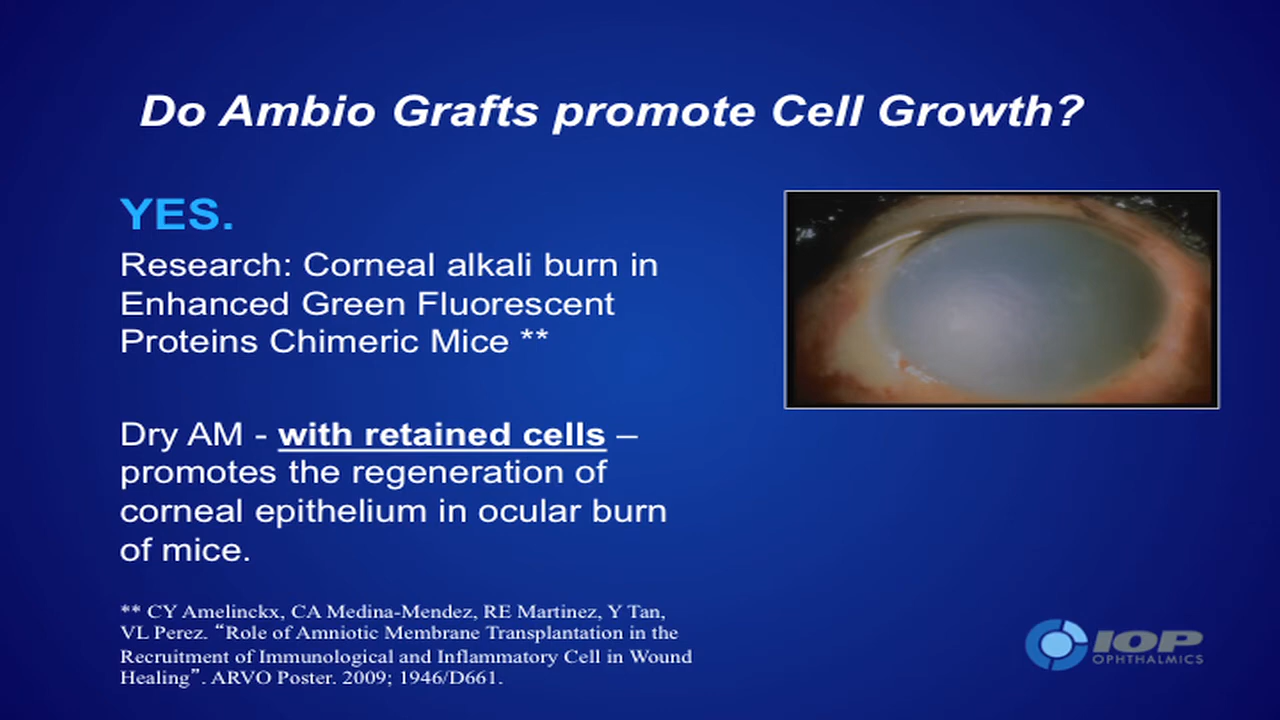 Do Ambio Grafts promote Cell Growth?
YES.
Research: Corneal alkali burn in
Enhanced Green Fluorescent
Proteins Chimeric Mice **
Dry AM - with retained cells –
promotes the regeneration of
corneal epithelium in ocular burn
of mice.
** CY Amelinckx, CA Medina-Mendez, RE Martinez, Y Tan,
VL Perez. “Role of Amniotic Membrane Transplantation in the
Recruitment of Immunological and Inflammatory Cell in Wound
Healing”. ARVO Poster. 2009; 1946/D661.
IOP
OPHTHALMICS